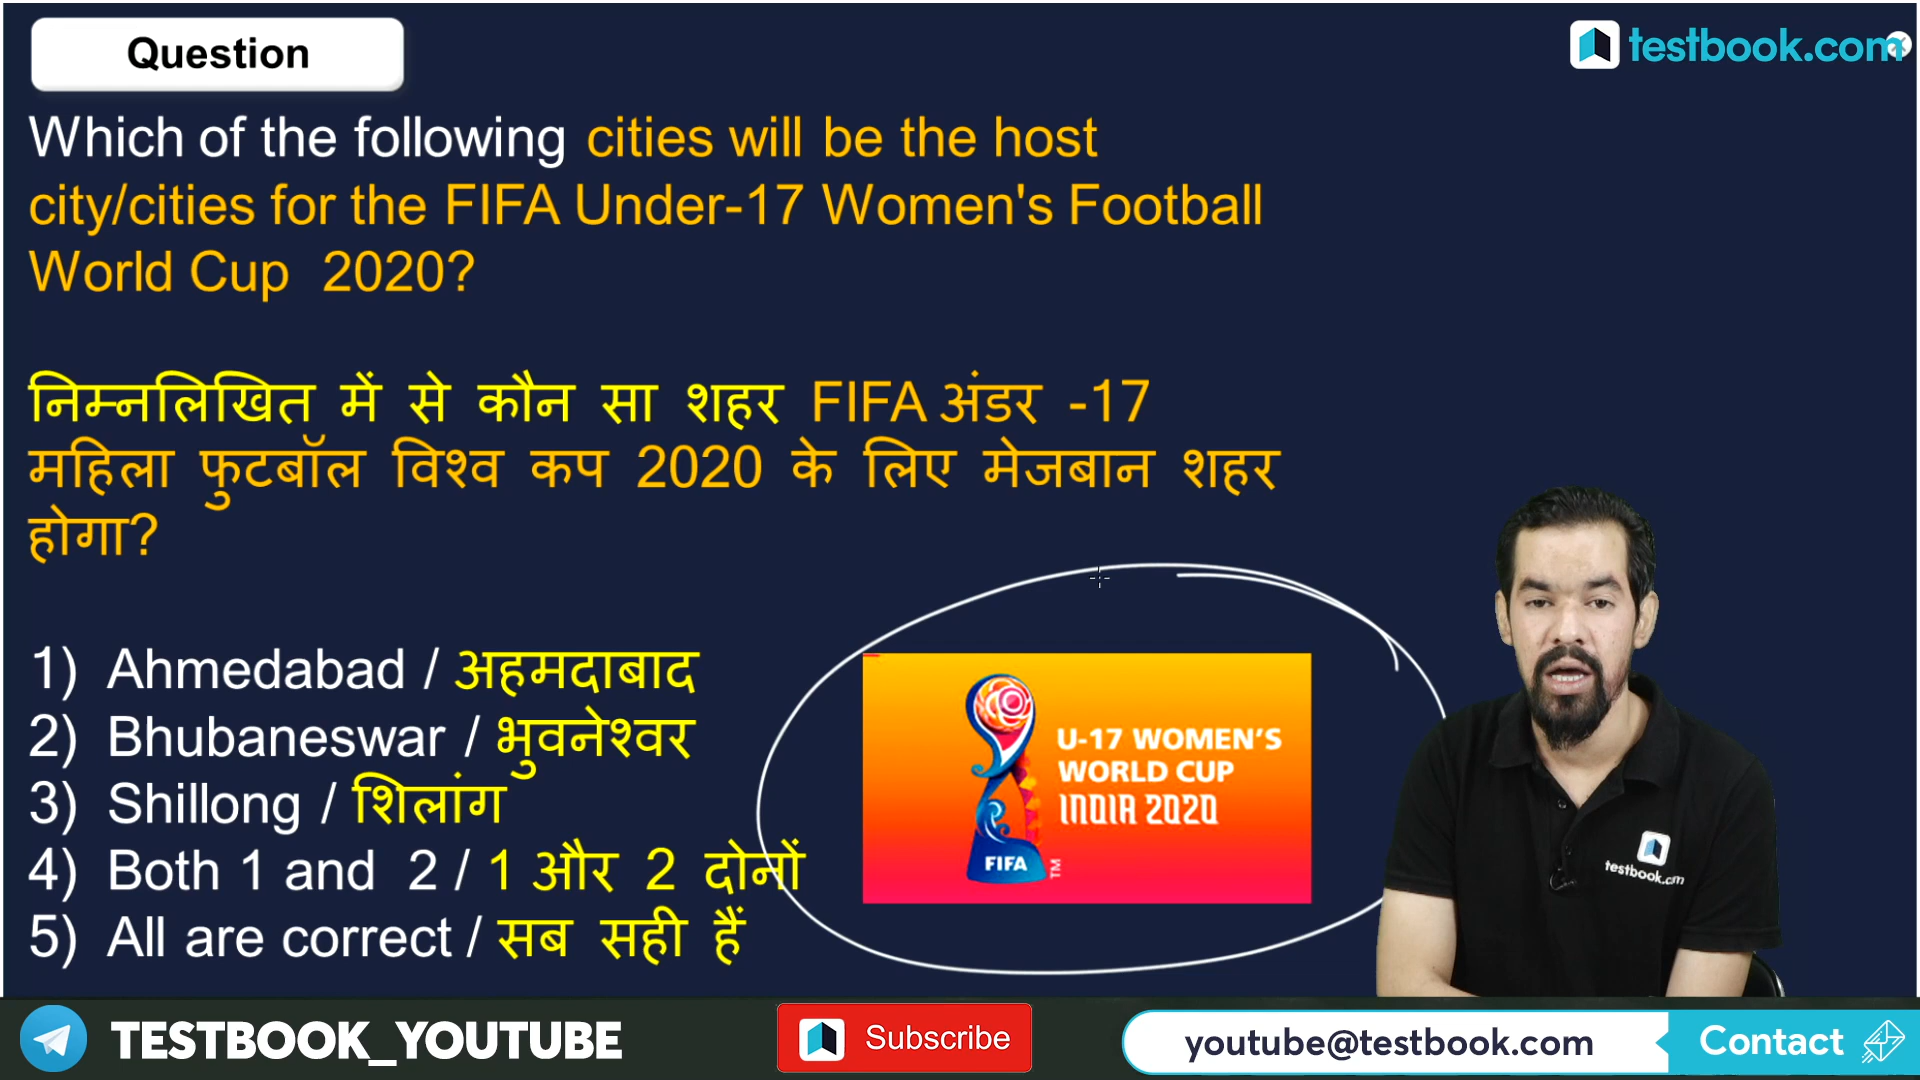 Question
testbook.com
Which of the following cities will be the host
city/cities for the FIFA Under-17 Women's Football
World Cup 2020?
निम्नलिखित में से कौन सा शहर FIFA अंडर -17
महिला फुटबॉल विश्व कप 2020 के लिए मेजबान शहर
होगा?
1) Ahmedabad / अहमदाबाद
2) Bhubaneswar / भुवनेश्वर
3) Shillong / शिलांग
4) Both 1 and 2 / 1 और 2 दोनों
5) All are correct / सब सही हैं
U-17 WOMEN'S
WORLD CUP
INDIA 2020
FIFA
TM
testbook.com
TESTBOOK_YOUTUBE
Subscribe
youtube@testbook.com
Contact